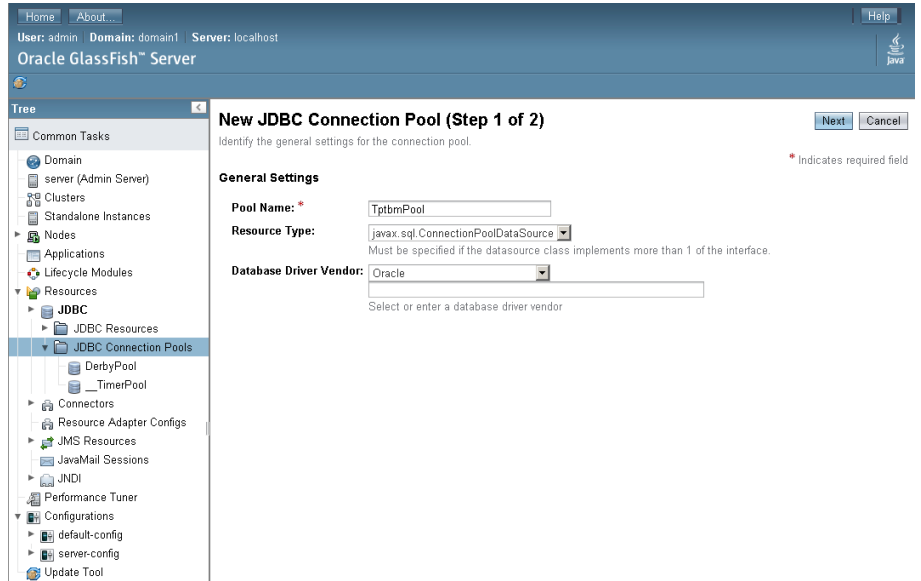 Home About... Help
User: admin Domain: domain1 Server: localhost
Oracle GlassFish™ Server
Java
Tree
Common Tasks
Domain
server (Admin Server)
Clusters
Standalone Instances
Nodes
Applications
Lifecycle Modules
Resources
JDBC
JDBC Resources
JDBC Connection Pools
DerbyPool
__TimerPool
Connectors
Resource Adapter Configs
JMS Resources
JavaMail Sessions
JNDI
Performance Tuner
Configurations
default-config
server-config
Update Tool
New JDBC Connection Pool (Step 1 of 2)
Next Cancel
Identify the general settings for the connection pool.
* Indicates required field
General Settings
Pool Name: * TptbmPool
Resource Type: javax.sql.ConnectionPoolDataSource
Must be specified if the datasource class implements more than 1 of the interface.
Database Driver Vendor: Oracle
Select or enter a database driver vendor